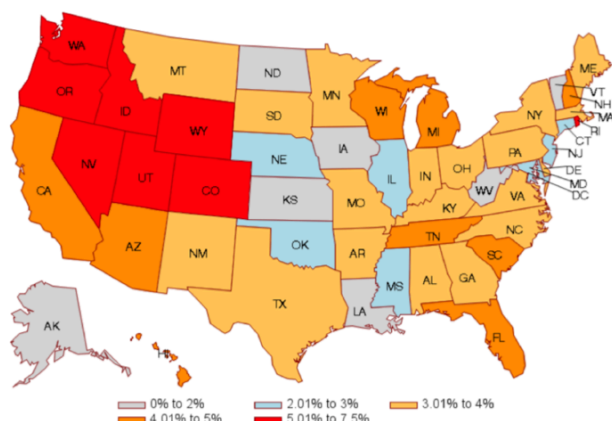 WA
MT
ND
MN
ME
VT
NH
MA
RI
CT
NJ
DE
MD
DC
OR
ID
WY
SD
WI
MI
NY
PA
NV
UT
CO
NE
IA
IL
IN
OH
WV
VA
CA
AZ
NM
KS
OK
MO
KY
TN
NC
SC
TX
AR
LA
MS
AL
GA
FL
AK
0% to 2%
2.01% to 3%
3.01% to 4%
4.01% to 5%
5.01% to 7.5%